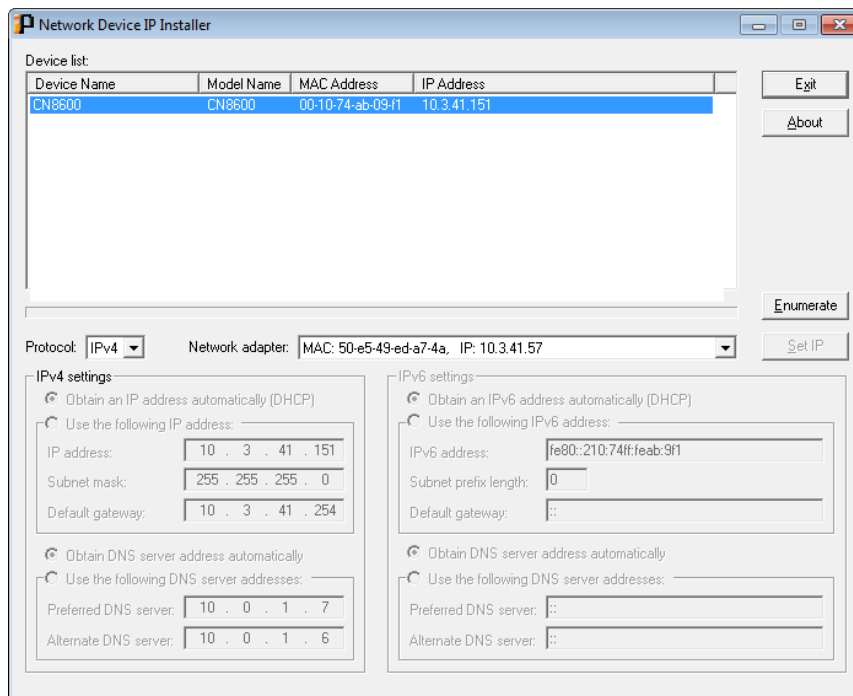 Network Device IP Installer
Device list:
Device Name Model Name MAC Address IP Address
CN8600 CN8600 00-10-74-ab-09-f1 10.3.41.151
Exit
About
Enumerate
Protocol: IPv4 Network adapter: MAC: 50-e5-49-ed-a7-4a, IP: 10.3.41.57 Set IP
IPv4 settings
Obtain an IP address automatically (DHCP)
Use the following IP address:
IP address: 10 . 3 . 41 . 151
Subnet mask: 255 . 255 . 255 . 0
Default gateway: 10 . 3 . 41 . 254
Obtain DNS server address automatically
Use the following DNS server addresses:
Preferred DNS server: 10 . 0 . 1 . 7
Alternate DNS server: 10 . 0 . 1 . 6
IPv6 settings
Obtain an IPv6 address automatically (DHCP)
Use the following IPv6 address:
IPv6 address: fe80::210:74ff:feab:9f1
Subnet prefix length: 0
Default gateway: ::
Obtain DNS server address automatically
Use the following DNS server addresses:
Preferred DNS server: ::
Alternate DNS server: ::